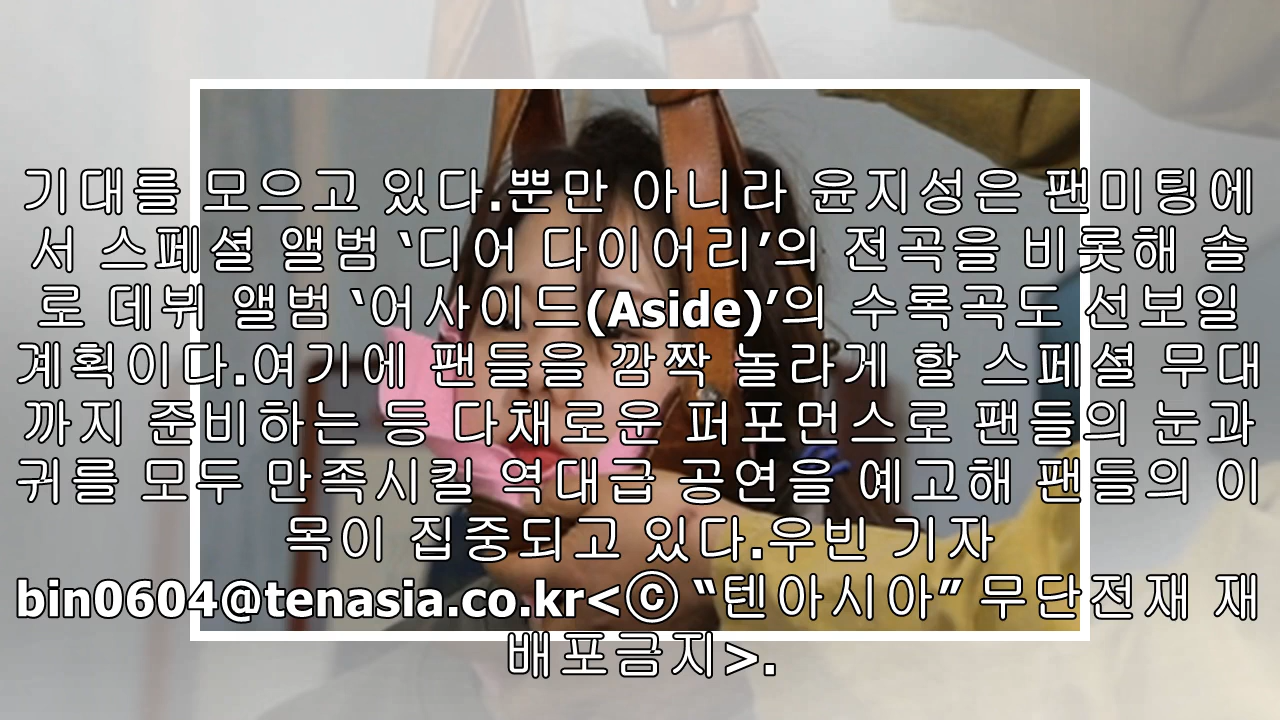 기대를 모으고 있다.뿐만 아니라 윤지성은 팬미팅에
서 스페셜 앨범 ‘디어 다이어리’의 전곡을 비롯해 솔
로 데뷔 앨범 ‘어사이드(Aside)’의 수록곡도 선보일
계획이다.여기에 팬들을 깜짝 놀라게 할 스페셜 무대
까지 준비하는 등 다채로운 퍼포먼스로 팬들의 눈과
귀를 모두 만족시킬 역대급 공연을 예고해 팬들의 이
목이 집중되고 있다.우빈 기자
bin0604@tenasia.co.kr<ⓒ “텐아시아” 무단전재 재
배포금지>.